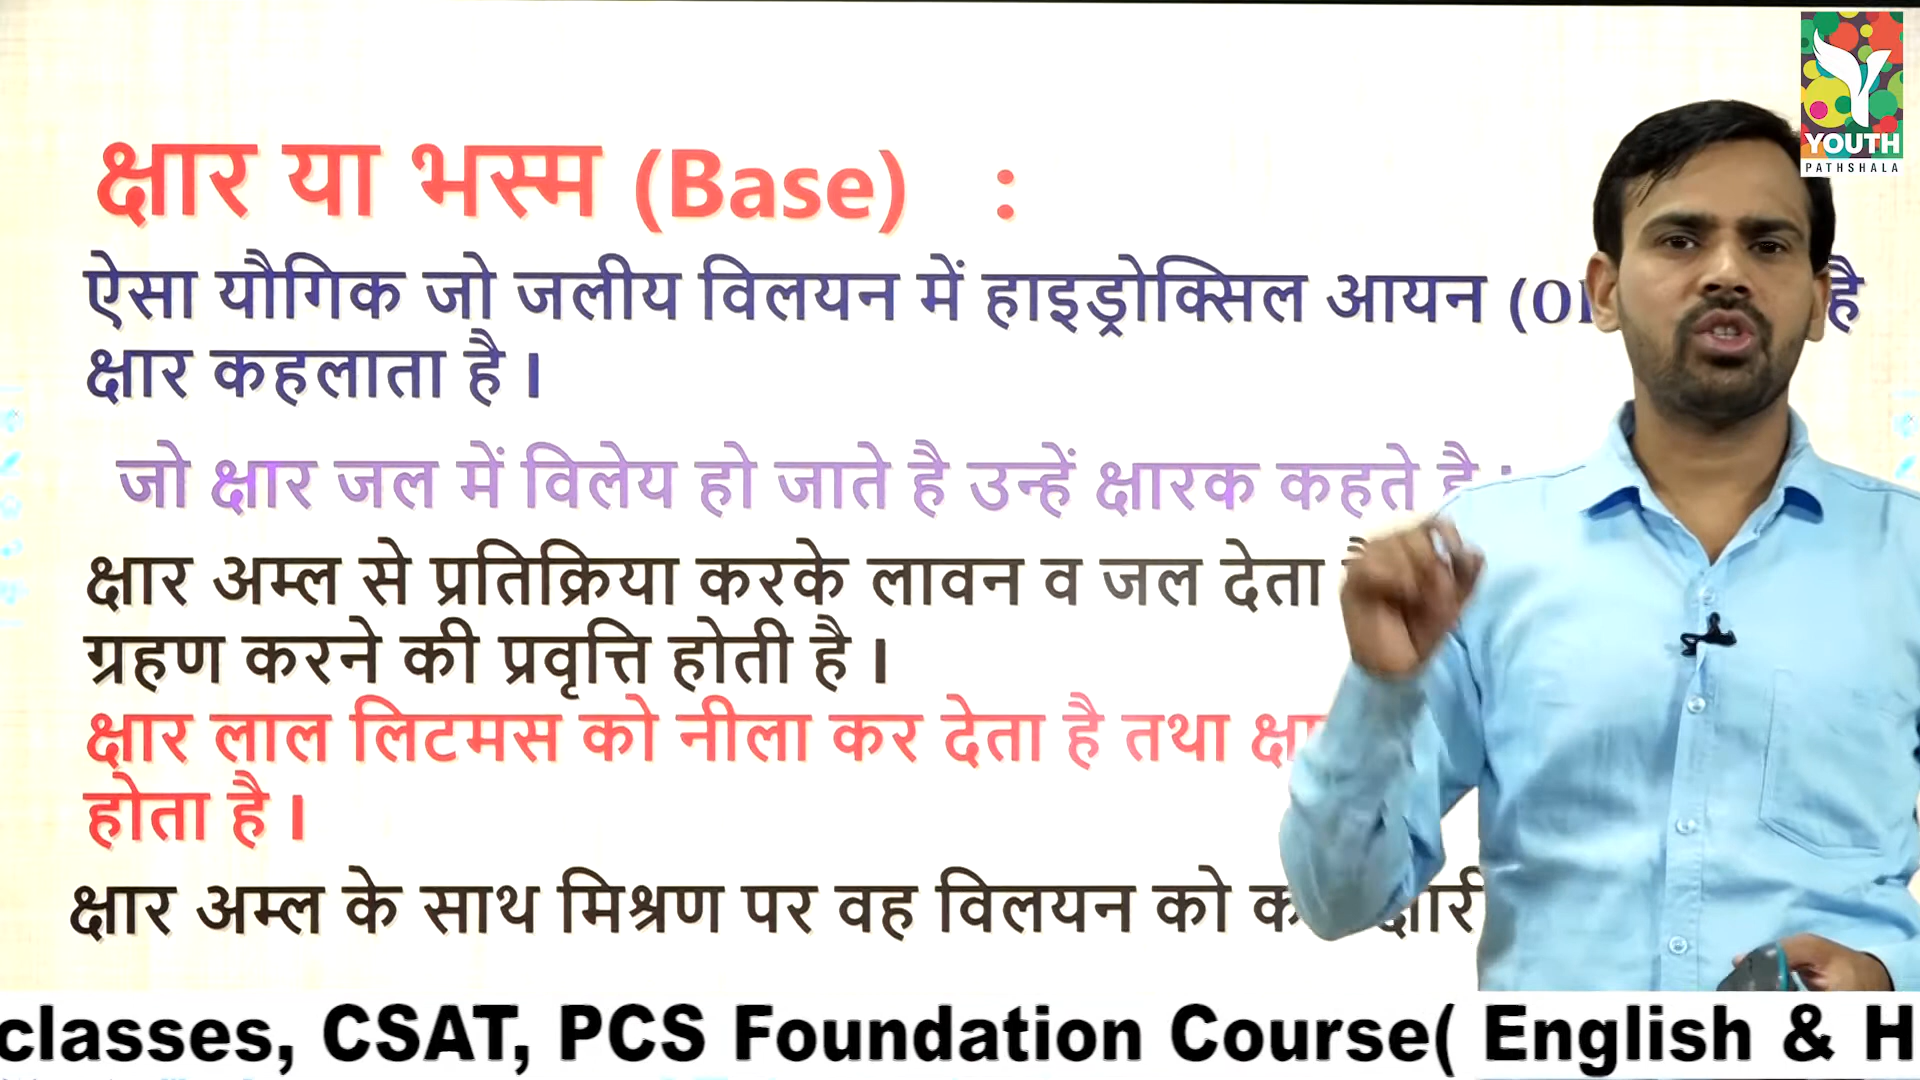 YOUTH
PATHSHALA
क्षार या भस्म (Base) :
ऐसा यौगिक जो जलीय विलयन में हाइड्रोक्सिल आयन है
क्षार कहलाता है ।
जो क्षार जल में विलेय हो जाते है उन्हें क्षारक कहते है ।
क्षार अम्ल से प्रतिक्रिया करके लावन व जल देता
ग्रहण करने की प्रवृत्ति होती है ।
क्षार लाल लिटमस को नीला कर देता है तथा
होता है ।
क्षार अम्ल के साथ मिश्रण पर वह विलयन को
classes, CSAT, PCS Foundation Course( English & H